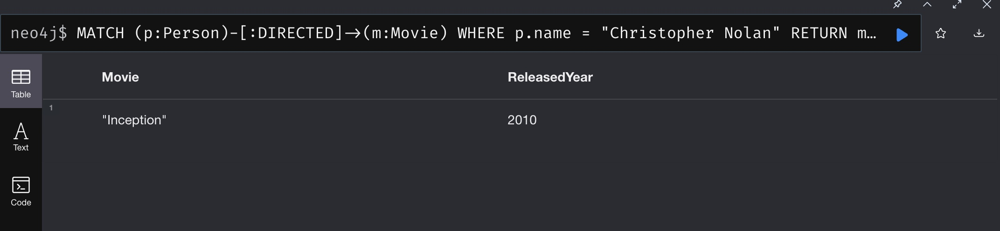 neo4j$ MATCH (p:Person)-[:DIRECTED]->(m:Movie) WHERE p.name = "Christopher Nolan" RETURN m…
Movie ReleasedYear
Table
1
"Inception" 2010
Text
Code